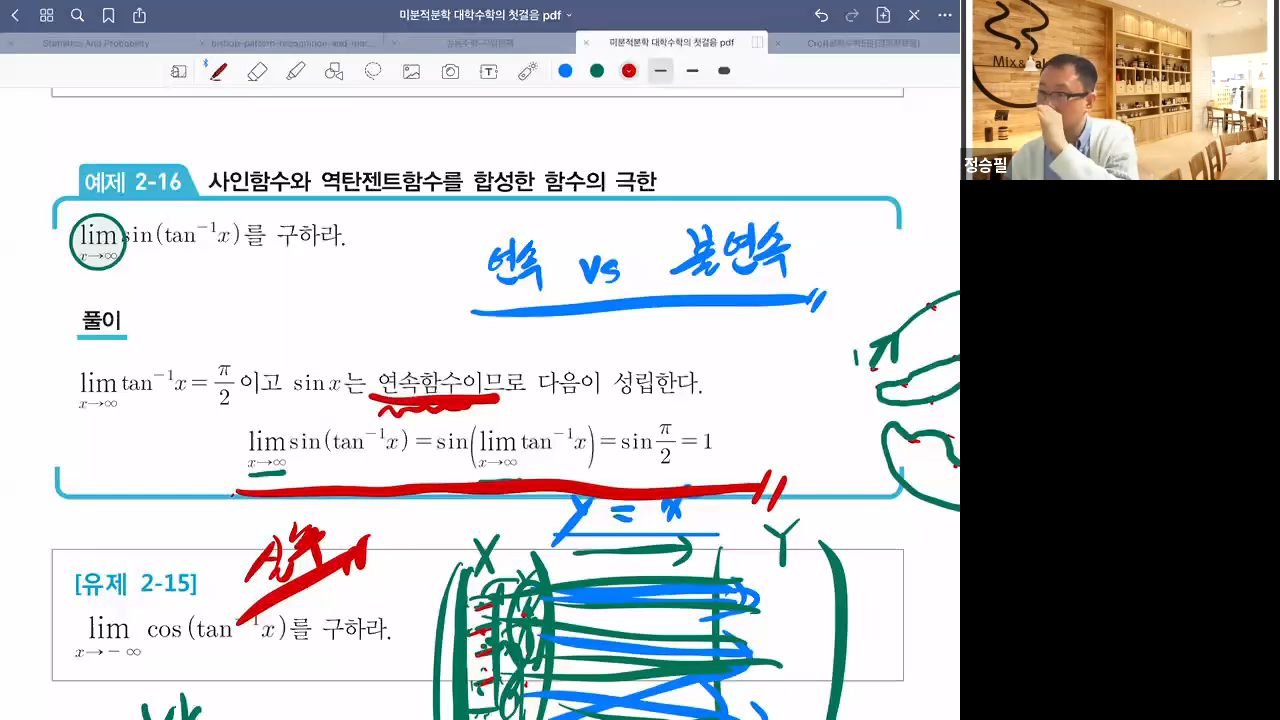 미분적분학 대학수학의 첫걸음 pdf
Statistics And Probability
미분적분학 대학수학의 첫걸음 pdf
Mix &
정승필
예제 2-16 사인함수와 역탄젠트함수를 합성한 함수의 극한
lim x→∞ sin(tan⁻¹x)를 구하라.
연속 vs 불연속
풀이
lim x→∞ tan⁻¹x = π/2 이고 sin x는 연속함수이므로 다음이 성립한다.
lim x→∞ sin(tan⁻¹x) = sin(lim x→∞ tan⁻¹x) = sin π/2 = 1
y = x
X Y
[유제 2-15]
lim x→−∞ cos(tan⁻¹x)를 구하라.